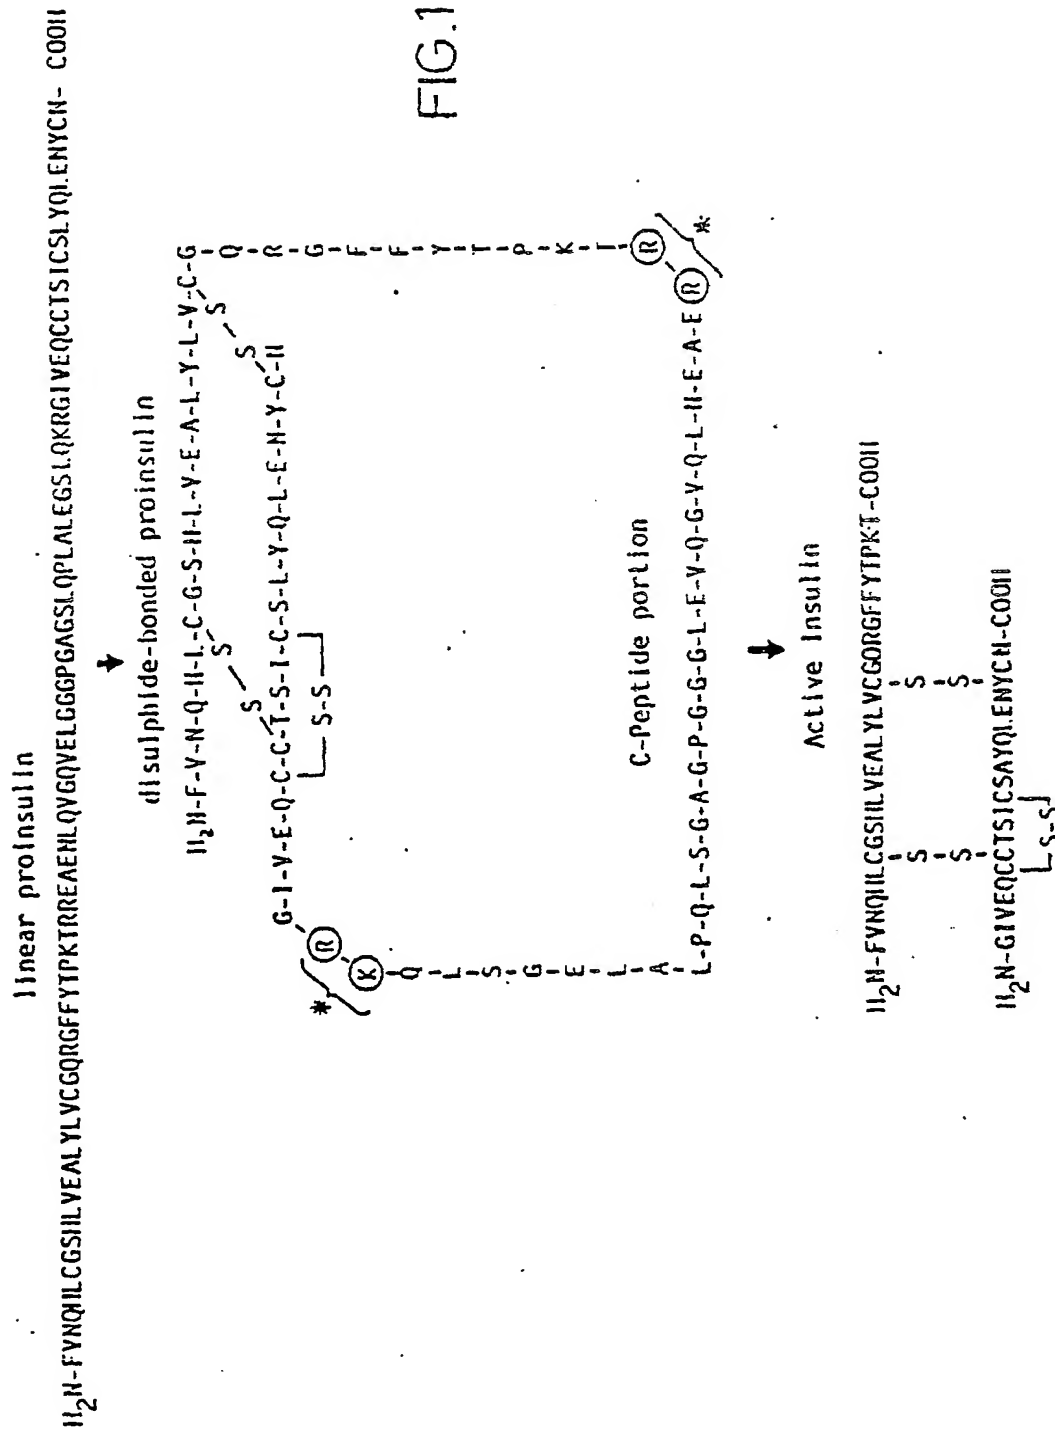 FIG.1
linear proinsulin
H₂N-FVNQHLCGSHLVEALYLVCGQRGFFYTPKTRREAENLQVGQVELGGGPGAGSLQPLALEGSLQKRGIVEQCCTSICSLYQLENYCN- COOH
disulphide-bonded proinsulin
H₂N-F-V-N-Q-H-L-C-G-S-H-L-V-E-A-L-Y-L-V-C-G
S S
S S
G-I-V-E-Q-C-C-T-S-I-C-S-L-Y-Q-L-E-N-Y-C-N
S-S
Q-R-G-F-F-Y-T-P-K-T
R R *
* R K
Q-L-S-G-E-L-A
L-P-Q-L-S-G-A-G-P-G-G-L-E-V-Q-G-V-Q-L-N-E-A-E
C-Peptide portion
Active Insulin
H₂N-FVNQHLCGSHLVEALYLVCGQRGFFYTPKT-COOH
S S
S S
H₂N-GIVEQCCTSICSAYQLENYCN-COOH
S-S